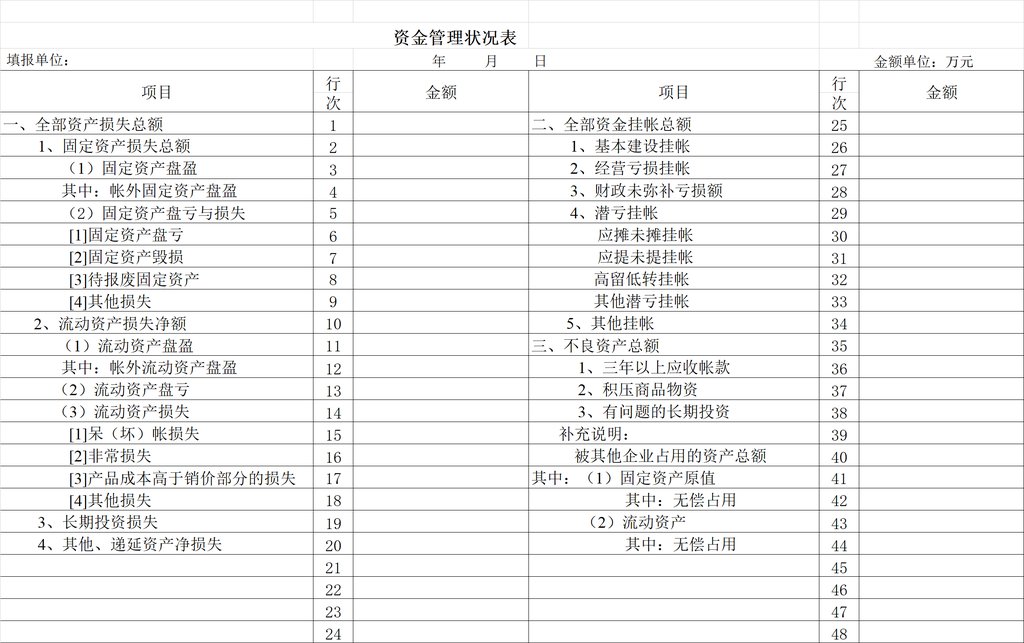 资金管理状况表
填报单位： 年 月 日 金额单位：万元
项目 行次 金额 项目 行次 金额
一、全部资产损失总额 1 二、全部资金挂帐总额 25
1、固定资产损失总额 2 1、基本建设挂帐 26
（1）固定资产盘盈 3 2、经营亏损挂帐 27
其中：帐外固定资产盘盈 4 3、财政未弥补亏损额 28
（2）固定资产盘亏与损失 5 4、潜亏挂帐 29
[1]固定资产盘亏 6 应摊未摊挂帐 30
[2]固定资产毁损 7 应提未提挂帐 31
[3]待报废固定资产 8 高留低转挂帐 32
[4]其他损失 9 其他潜亏挂帐 33
2、流动资产损失净额 10 5、其他挂帐 34
（1）流动资产盘盈 11 三、不良资产总额 35
其中：帐外流动资产盘盈 12 1、三年以上应收帐款 36
（2）流动资产盘亏 13 2、积压商品物资 37
（3）流动资产损失 14 3、有问题的长期投资 38
[1]呆（坏）帐损失 15 补充说明： 39
[2]非常损失 16 被其他企业占用的资产总额 40
[3]产品成本高于销价部分的损失 17 其中：（1）固定资产原值 41
[4]其他损失 18 其中：无偿占用 42
3、长期投资损失 19 （2）流动资产 43
4、其他、递延资产净损失 20 其中：无偿占用 44
21 45
22 46
23 47
24 48